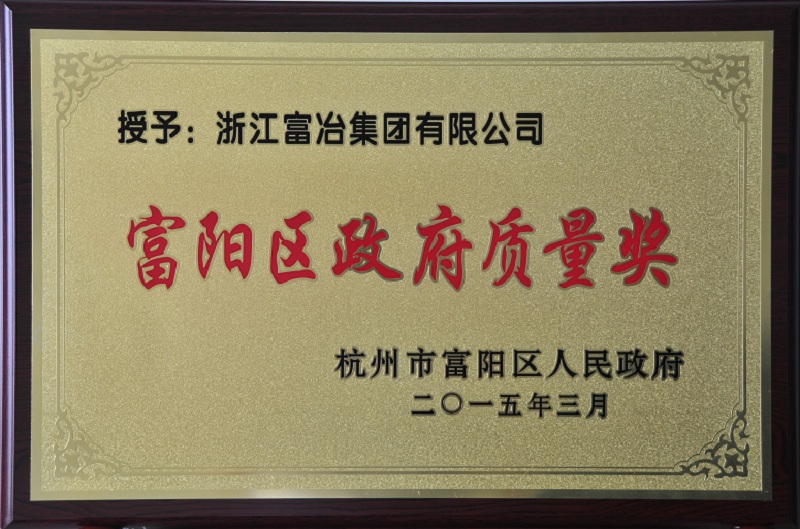 授予：浙江富冶集团有限公司
富阳区政府质量奖
杭州市富阳区人民政府
二〇一五年三月